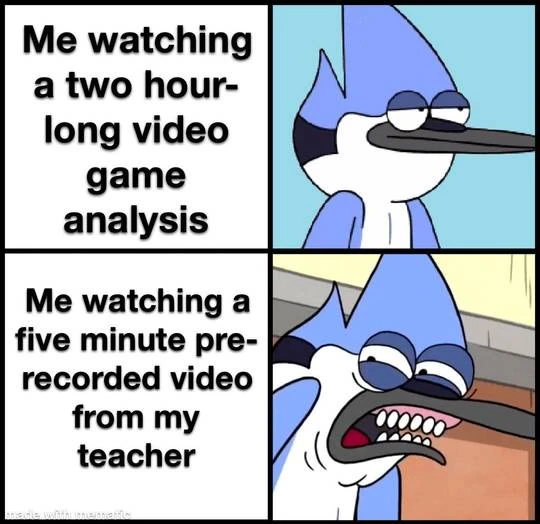 Me watching
a two hour-
long video
game
analysis
Me watching a
five minute pre-
recorded video
from my
teacher
made with mematic